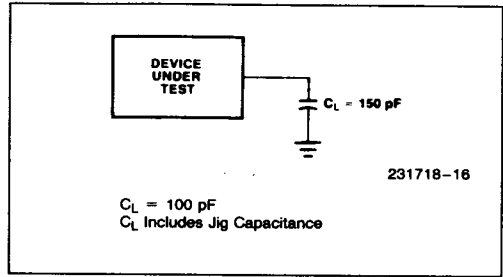 DEVICE
UNDER
TEST
C_L = 150 pF
231718-16
C_L = 100 pF
C_L Includes Jig Capacitance